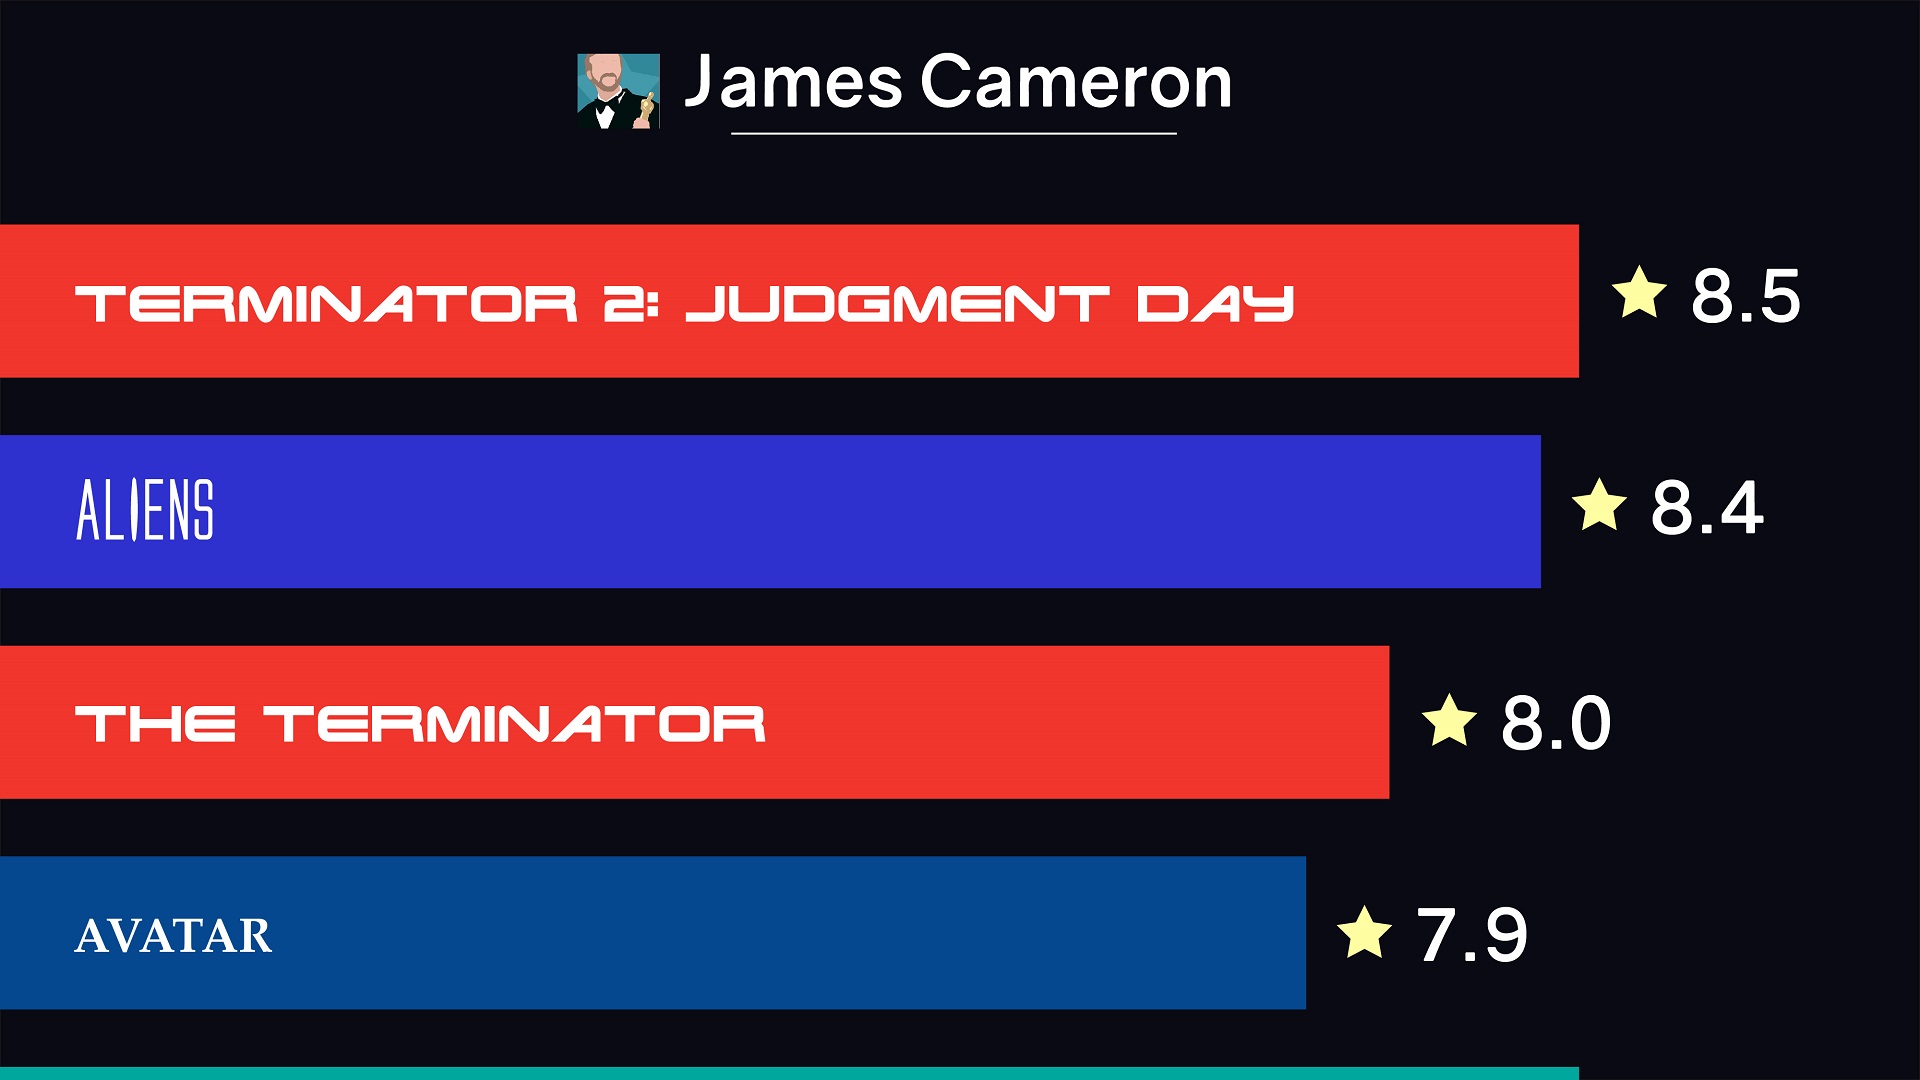 James Cameron
TERMINATOR 2: JUDGMENT DAY
8.5
ALIENS
8.4
THE TERMINATOR
8.0
AVATAR
7.9